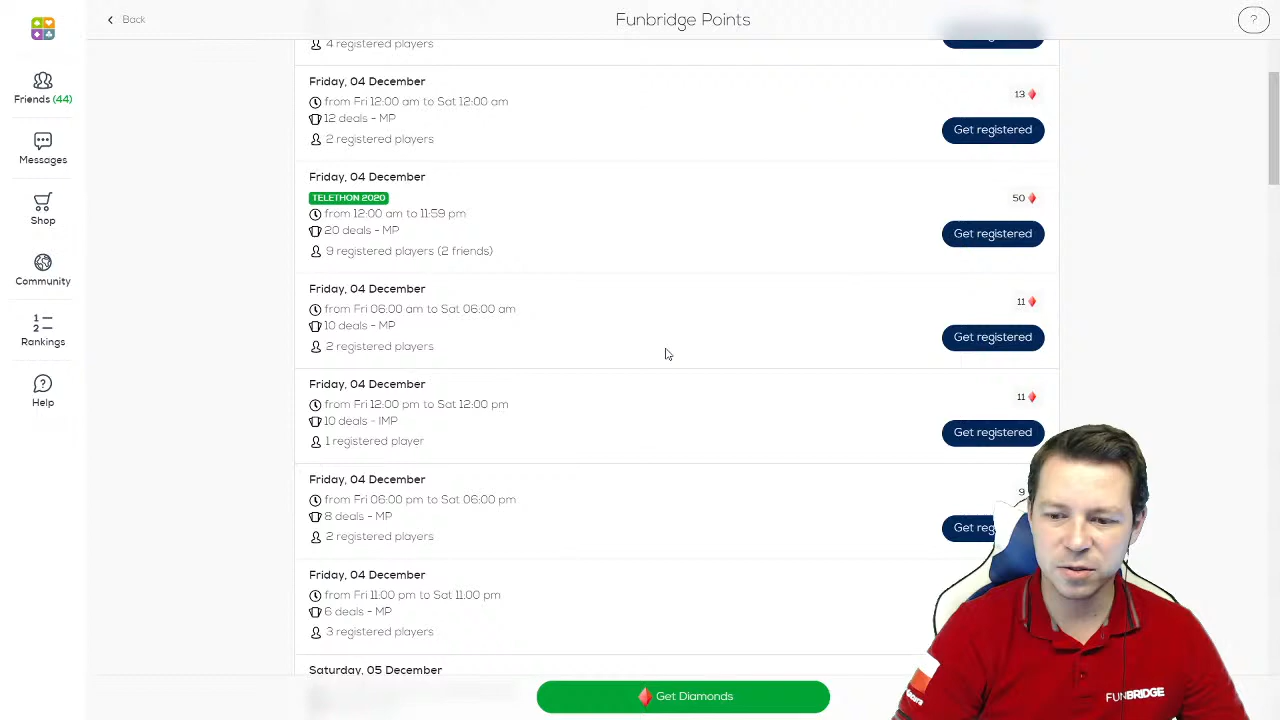 Back
Funbridge Points
?
4 registered players
Friday, 04 December
from Fri 12:00 am to Sat 12:00 am
12 deals - MP
2 registered players
13
Get registered
Friday, 04 December
TELETHON 2020
from 12:00 am to 11:59 pm
20 deals - MP
9 registered players (2 friends)
50
Get registered
Friday, 04 December
from Fri 06:00 am to Sat 06:00 am
10 deals - MP
2 registered players
11
Get registered
Friday, 04 December
from Fri 12:00 pm to Sat 12:00 pm
10 deals - IMP
1 registered player
11
Get registered
Friday, 04 December
from Fri 06:00 pm to Sat 06:00 pm
8 deals - MP
2 registered players
9
Get reg
Friday, 04 December
from Fri 11:00 pm to Sat 11:00 pm
6 deals - MP
3 registered players
Saturday, 05 December
Get Diamonds
Friends (44)
Messages
Shop
Community
1
2
Rankings
?
Help
FUNBRIDGE